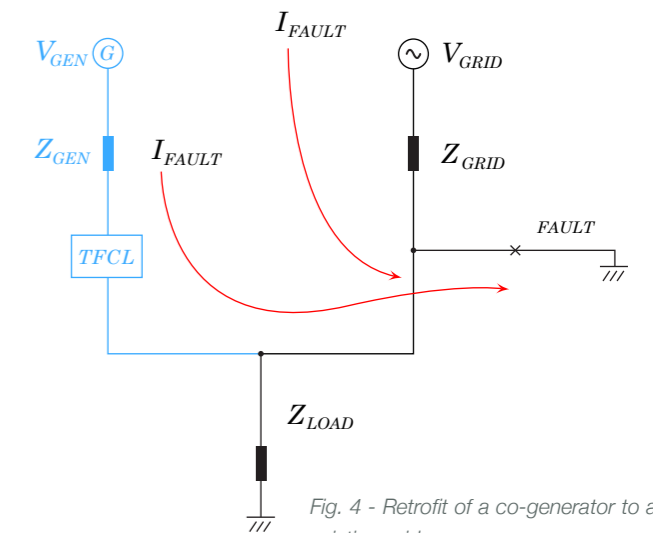 I_FAULT
V_GEN G
V_GRID
Z_GEN
I_FAULT
Z_GRID
FAULT
TFCL
Z_LOAD
Fig. 4 - Retrofit of a co-generator to a